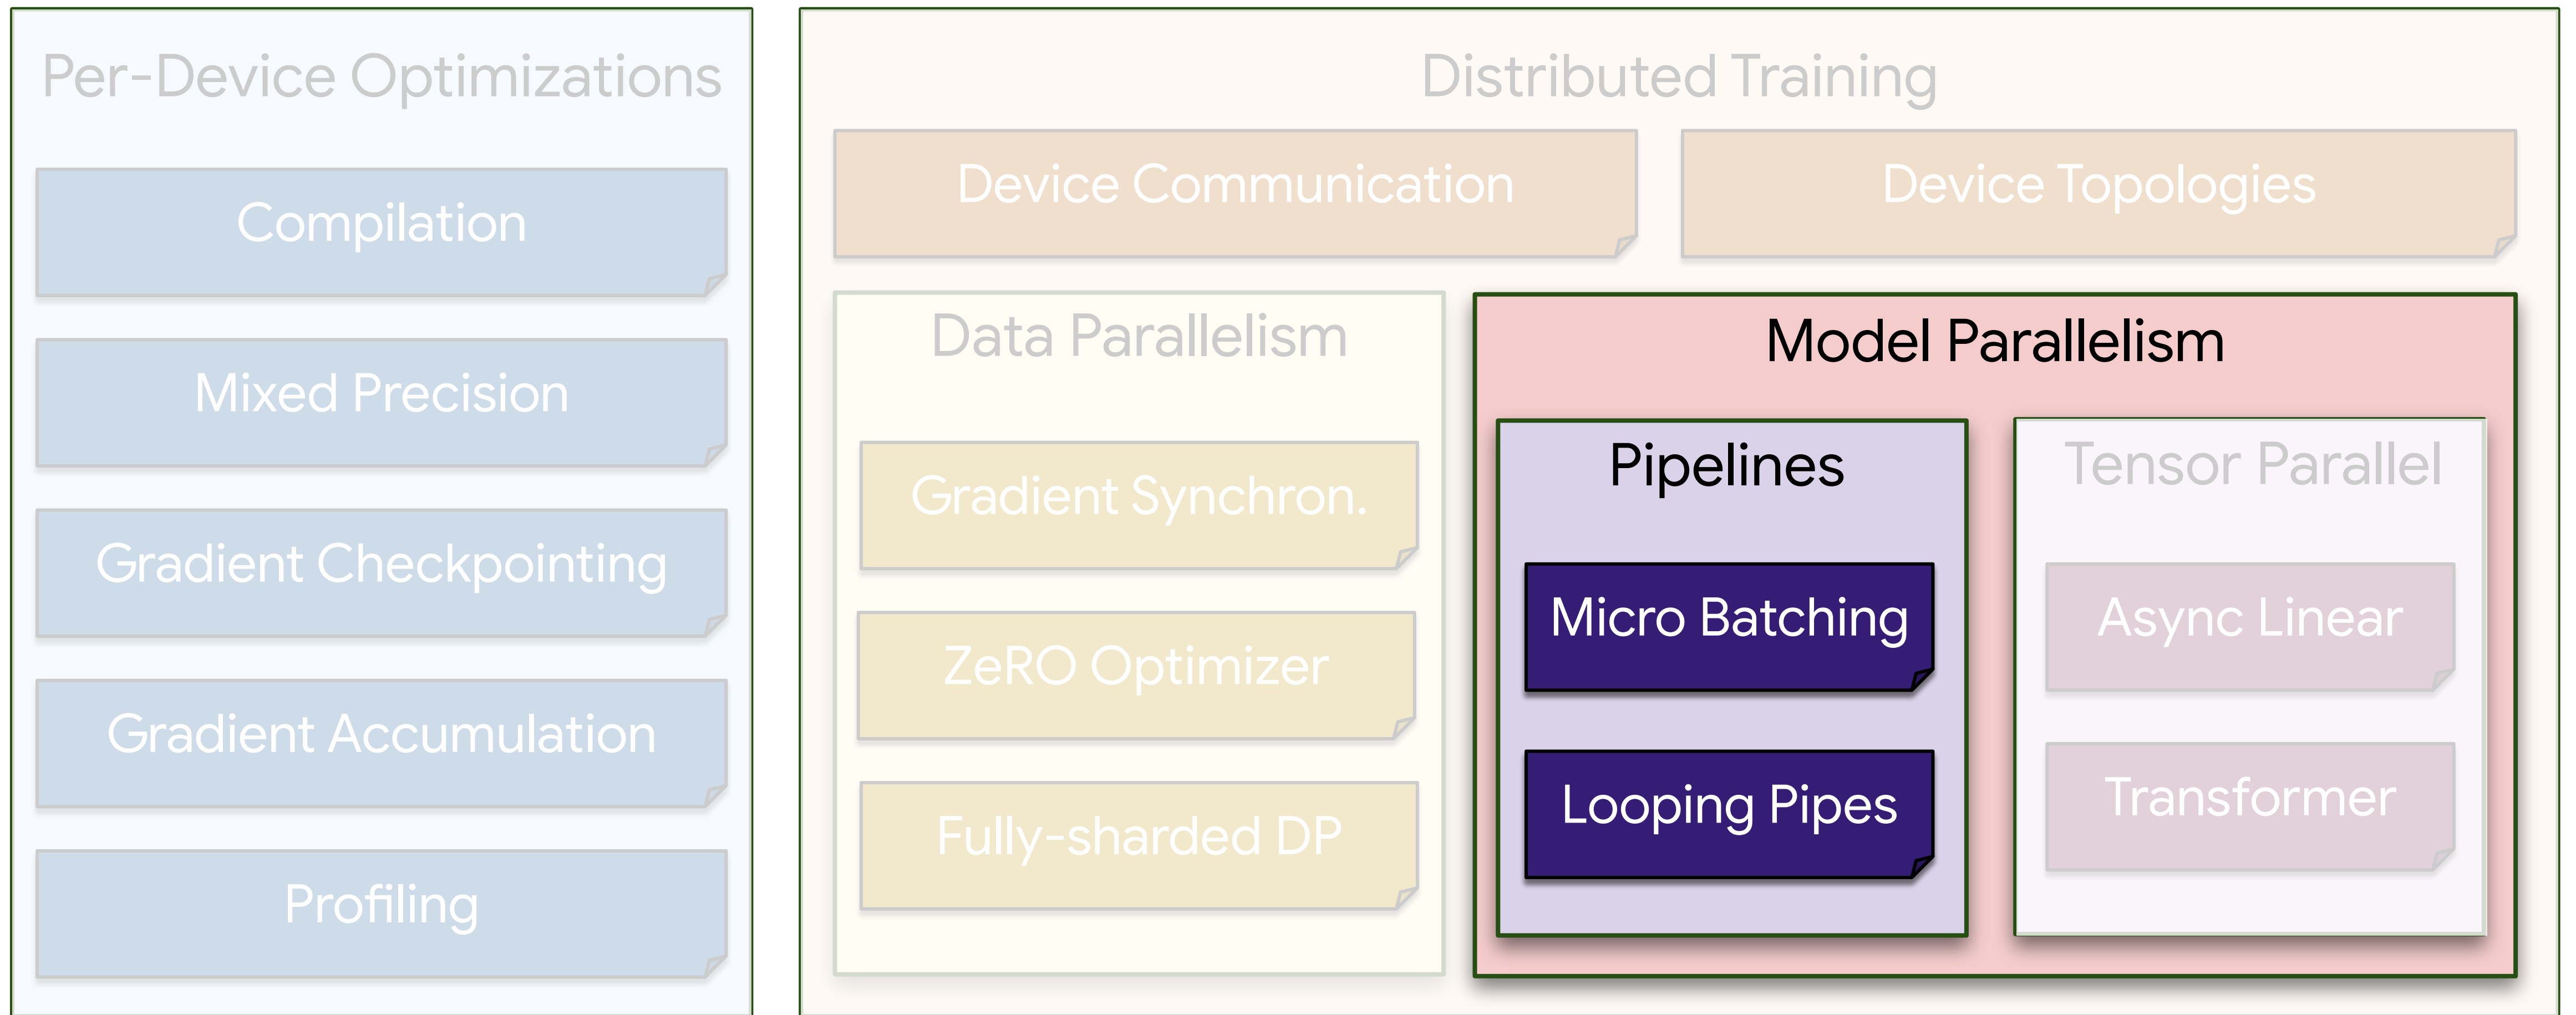 Per-Device Optimizations
Compilation
Mixed Precision
Gradient Checkpointing
Gradient Accumulation
Profiling
Distributed Training
Device Communication
Device Topologies
Data Parallelism
Gradient Synchron.
ZeRO Optimizer
Fully-sharded DP
Model Parallelism
Pipelines
Micro Batching
Looping Pipes
Tensor Parallel
Async Linear
Transformer